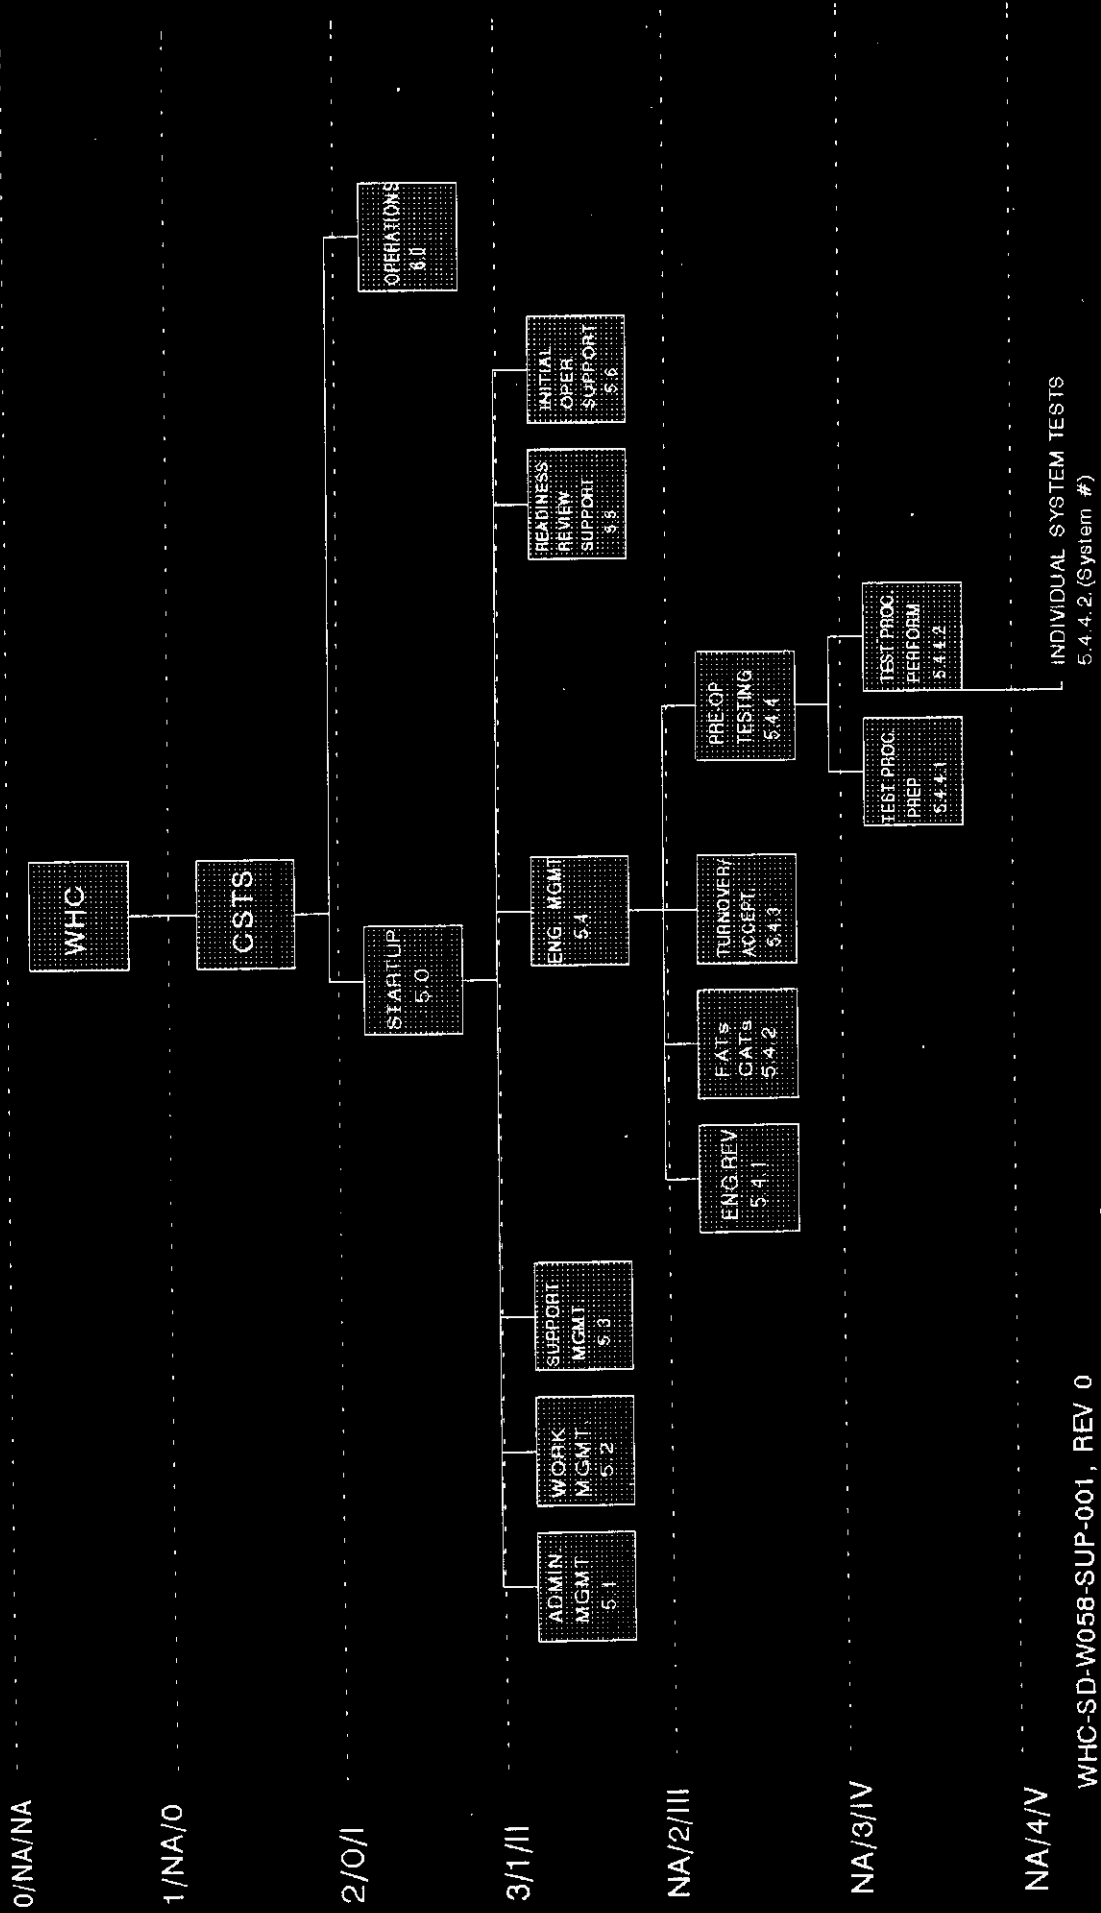 0/NA/NA
WHC
1/NA/0
CSTS
2/0/I
STARTUP
5.0
OPERATIONS
6.0
3/1/II
ADMIN.
MGMT
5.1
WORK
MGMT.
5.2
SUPPORT
MGMT.
5.3
ENG. MGMT
5.4
READINESS
REVIEW
SUPPORT
5.5
INITIAL
OPER.
SUPPORT
5.6
NA/2/III
ENG REV
5.4.1
FATs
CATs
5.4.2
TURNOVER/
ACCEPT.
5.4.3
PRE-OP
TESTING
5.4.4
NA/3/IV
TEST PROC.
PREP
5.4.4.1
TEST PROC.
PERFORM
5.4.4.2
NA/4/V
INDIVIDUAL SYSTEM TESTS
5.4.4.2.(System #)
WHC-SD-W058-SUP-001, REV 0